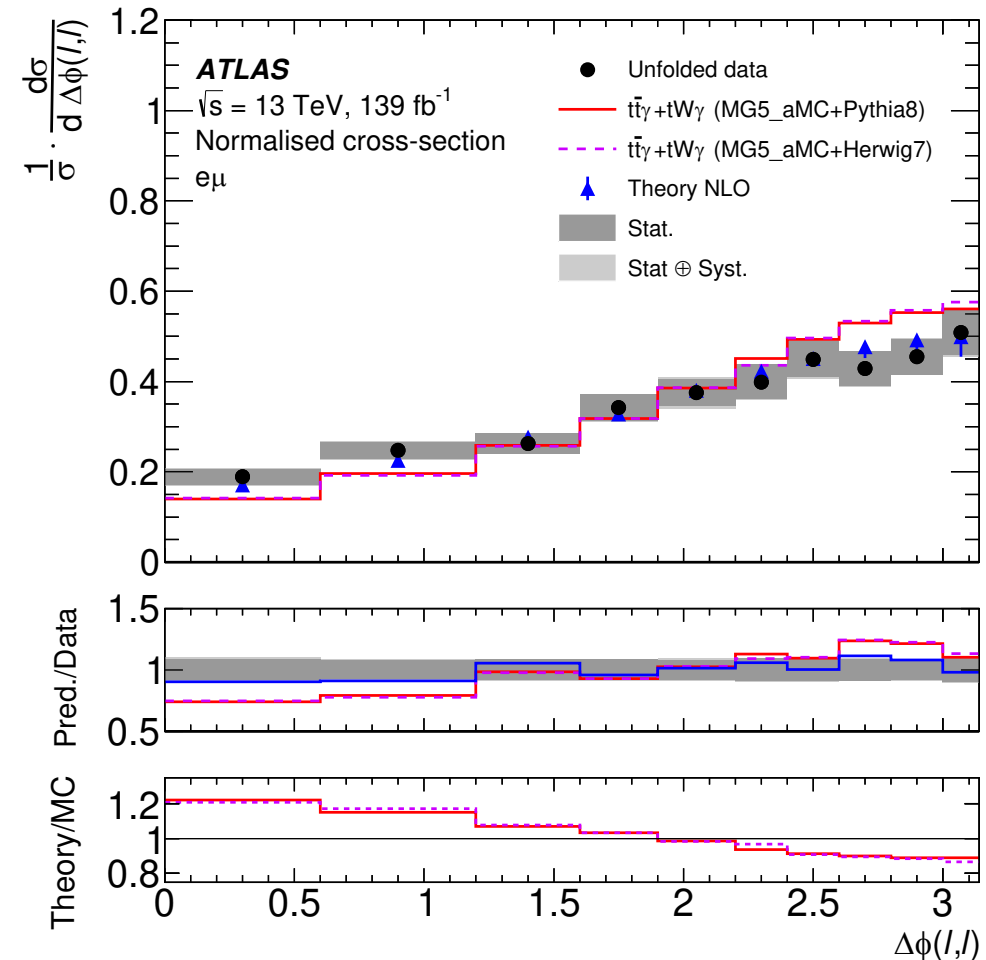 1/σ · dσ/d Δϕ(l,l)
1.2
1
0.8
0.6
0.4
0.2
0
ATLAS
√s = 13 TeV, 139 fb⁻¹
Normalised cross-section
eμ
Unfolded data
tt̄γ+tWγ (MG5_aMC+Pythia8)
tt̄γ+tWγ (MG5_aMC+Herwig7)
Theory NLO
Stat.
Stat ⊕ Syst.
Pred./Data
1.5
1
0.5
Theory/MC
1.2
1
0.8
0 0.5 1 1.5 2 2.5 3
Δϕ(l,l)